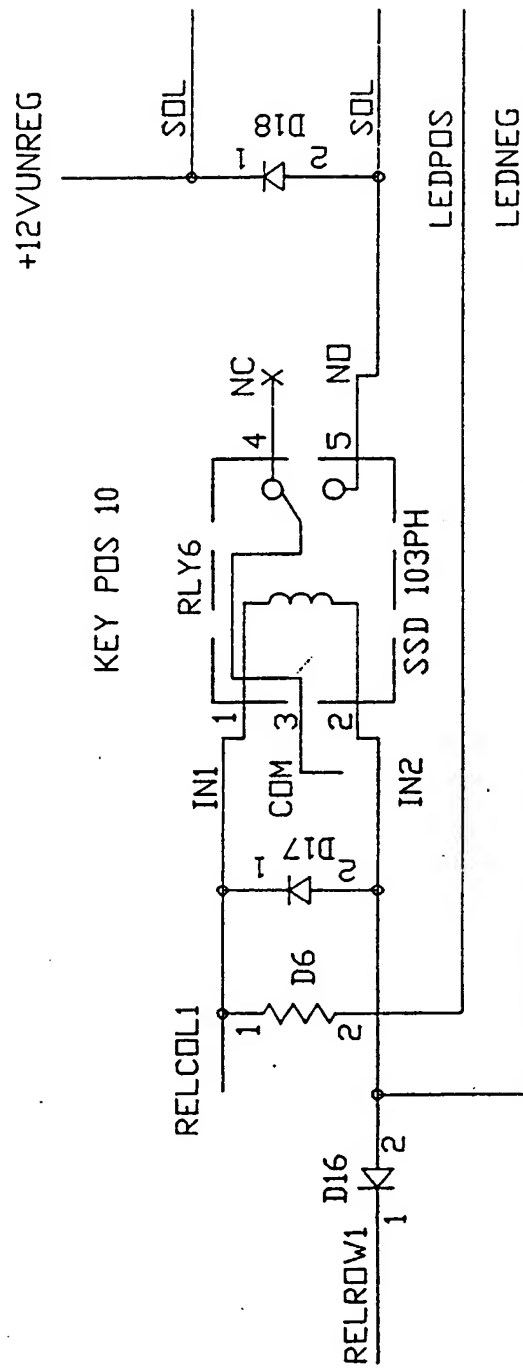 KEY POS 10
+12VUNREG
RELCOL1
IN1
1
RLY6
4
NC
SOL
1
D6
2
1
D17
2
COM
3
1
D18
2
RELROW1
D16
1
2
IN2
2
SSD 103PH
5
NO
SOL
LEDPOS
LEDNEG